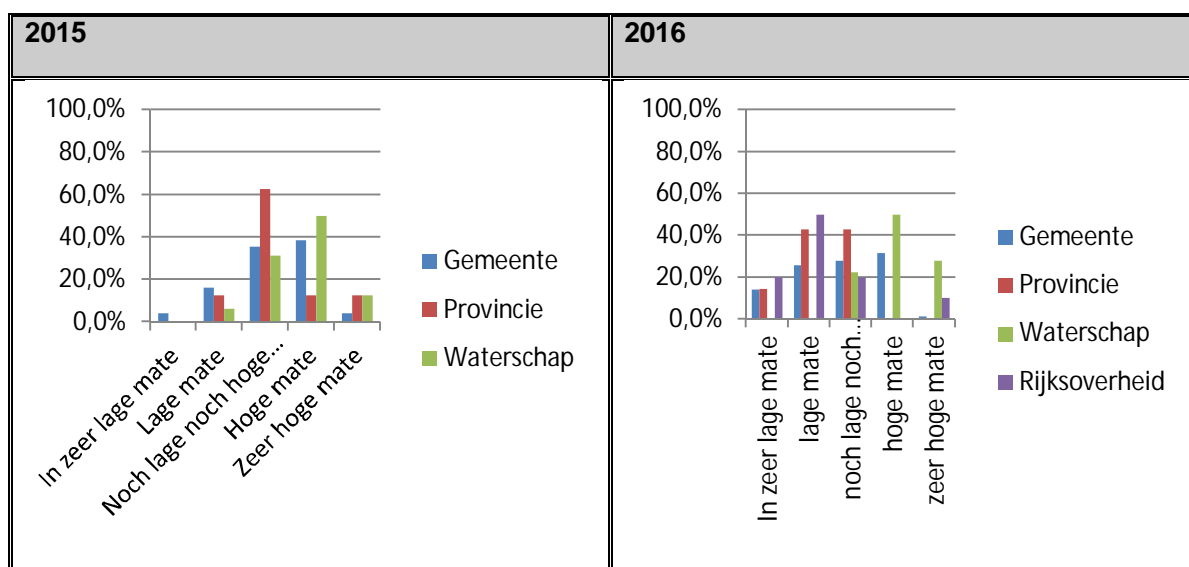 2015
2016
100,0%
80,0%
60,0%
40,0%
20,0%
0,0%
In zeer lage mate
Lage mate
Noch lage noch hoge...
Hoge mate
Zeer hoge mate
Gemeente
Provincie
Waterschap
100,0%
80,0%
60,0%
40,0%
20,0%
0,0%
In zeer lage mate
lage mate
noch lage noch...
hoge mate
zeer hoge mate
Gemeente
Provincie
Waterschap
Rijksoverheid